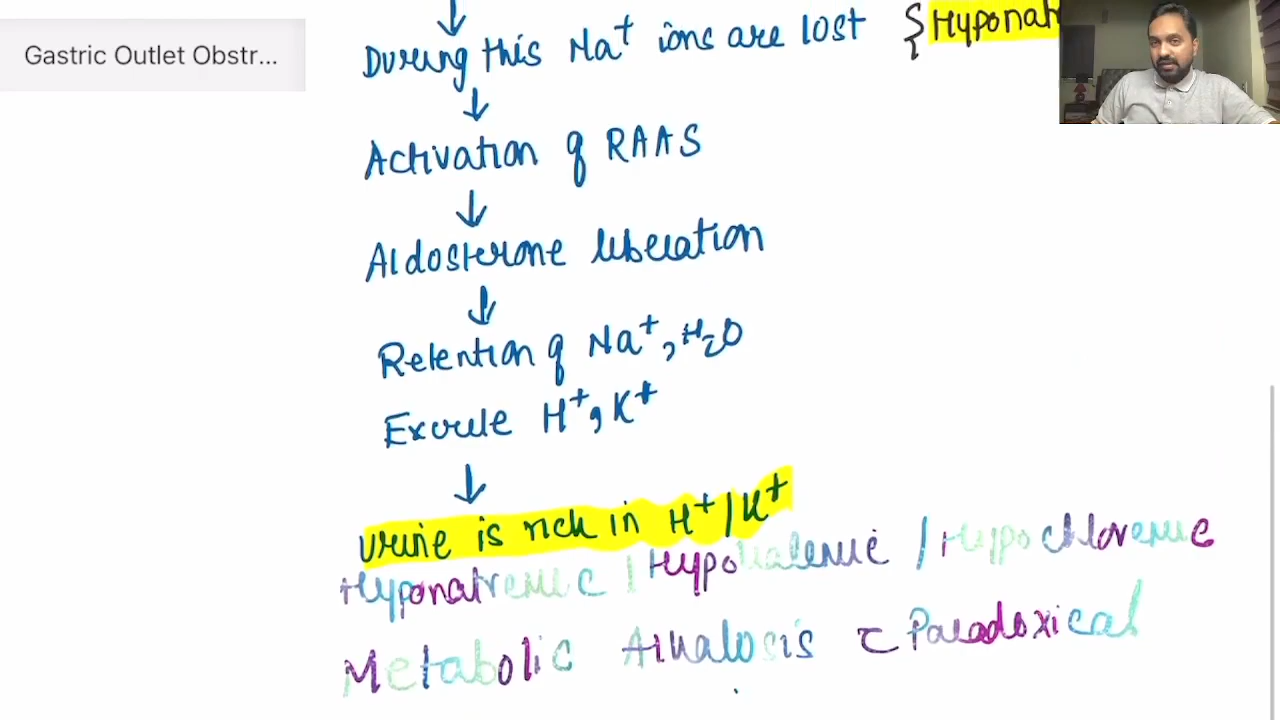 Gastric Outlet Obstr...
During this Na+ ions are lost { Hyponat
Activation of RAAS
Aldosterone liberation
Retention of Na+, H2O
Excrete H+, K+
Urine is rich in H+/K+
Hyponatremic / Hypokalemic / Hypochloremic
Metabolic Alkalosis c Paradoxical